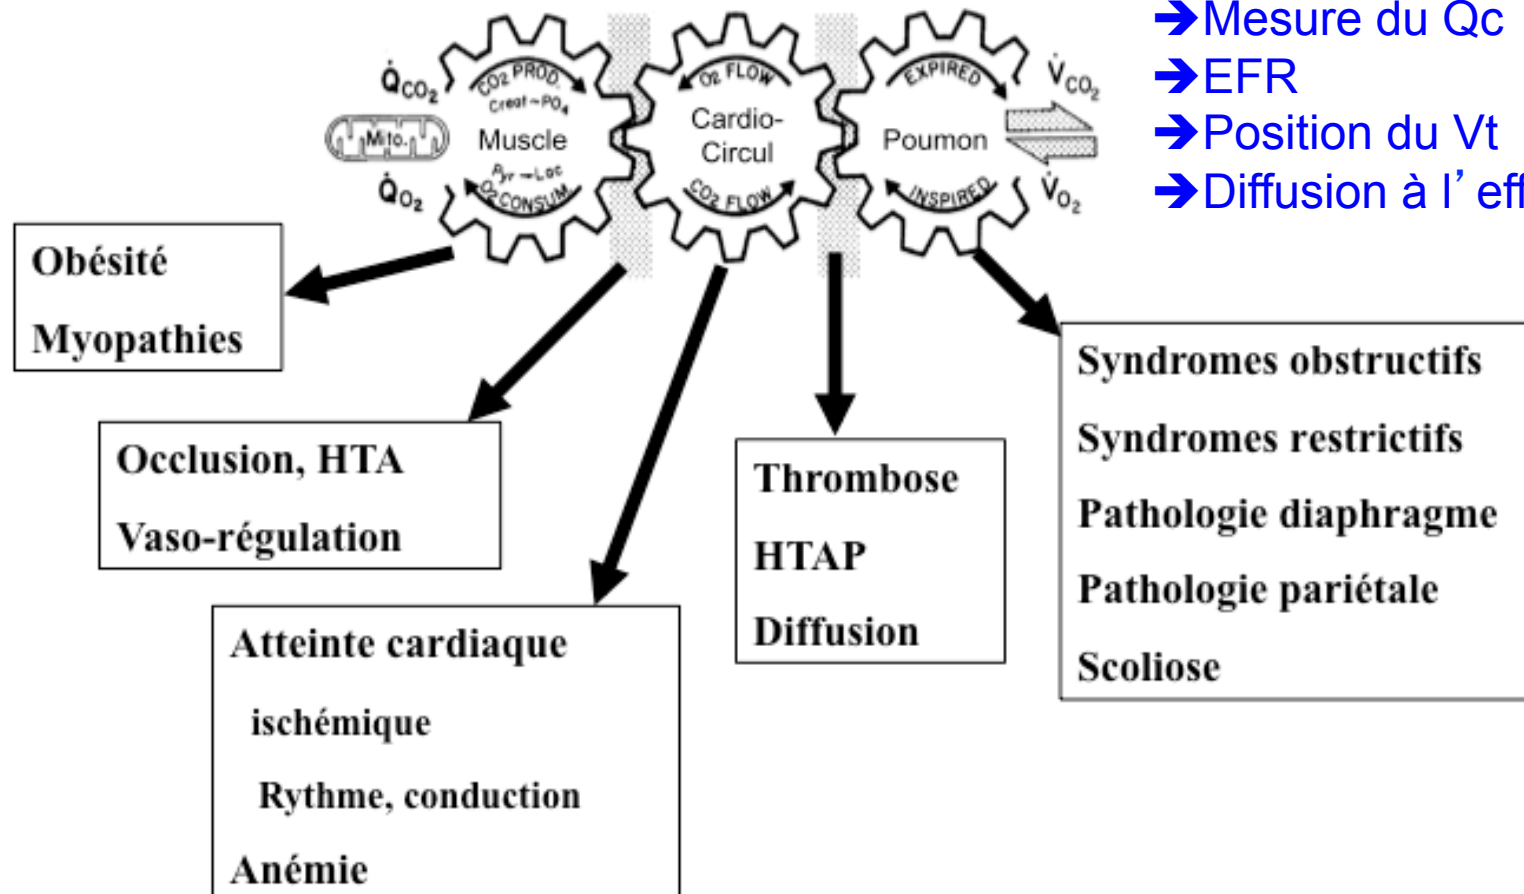 ➔Mesure du Qc
➔EFR
➔Position du Vt
➔Diffusion à l’eff
Q̇CO₂
CO2 PROD.
Creat~PO₄
Mito.
Muscle
Pyr→Lac
O2 CONSUM
Q̇O₂
O2 FLOW
Cardio-
Circul
CO2 FLOW
EXPIRED
Poumon
INSPIRED
V̇CO₂
V̇O₂
Obésité
Myopathies
Occlusion, HTA
Vaso-régulation
Atteinte cardiaque
ischémique
Rythme, conduction
Anémie
Thrombose
HTAP
Diffusion
Syndromes obstructifs
Syndromes restrictifs
Pathologie diaphragme
Pathologie pariétale
Scoliose